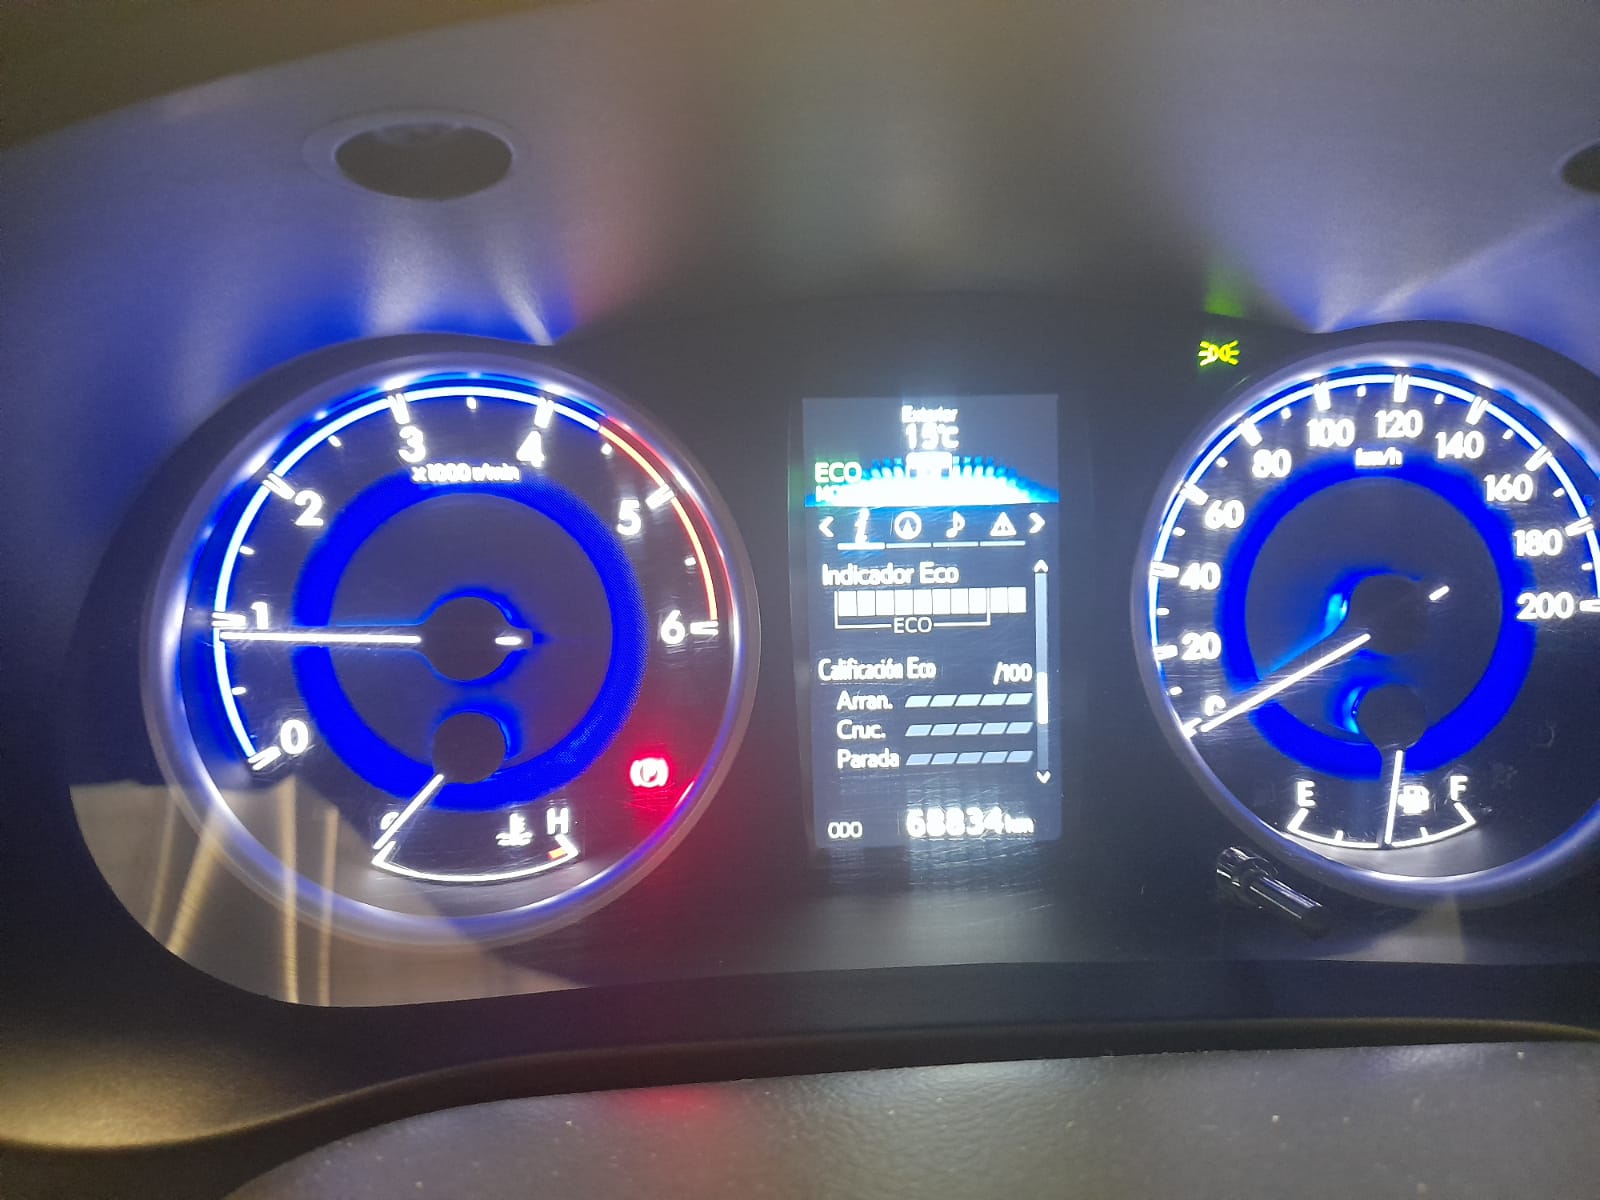 0
1
2
3
4
5
6
x1000 r/min
H
Exterior
15°C
ECO
Indicador Eco
ECO
Calificación Eco /100
Arran.
Cruc.
Parada
ODO 68834 km
0
20
40
60
80
100
120
140
160
180
200
km/h
E
F